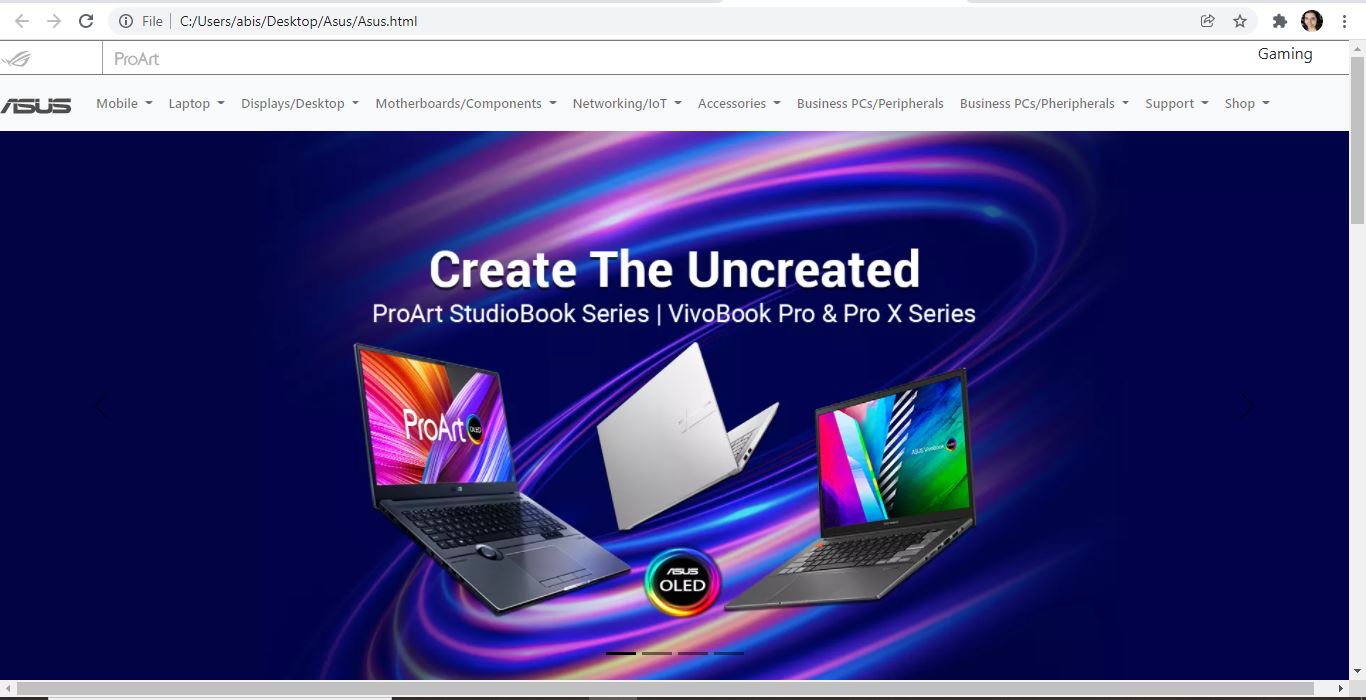 File C:/Users/abis/Desktop/Asus/Asus.html
ProArt Gaming
ASUS Mobile Laptop Displays/Desktop Motherboards/Components Networking/IoT Accessories Business PCs/Peripherals Business PCs/Pheripherals Support Shop
Create The Uncreated
ProArt StudioBook Series | VivoBook Pro & Pro X Series
ProArt OLED
ASUS VivoBook
ASUS
OLED